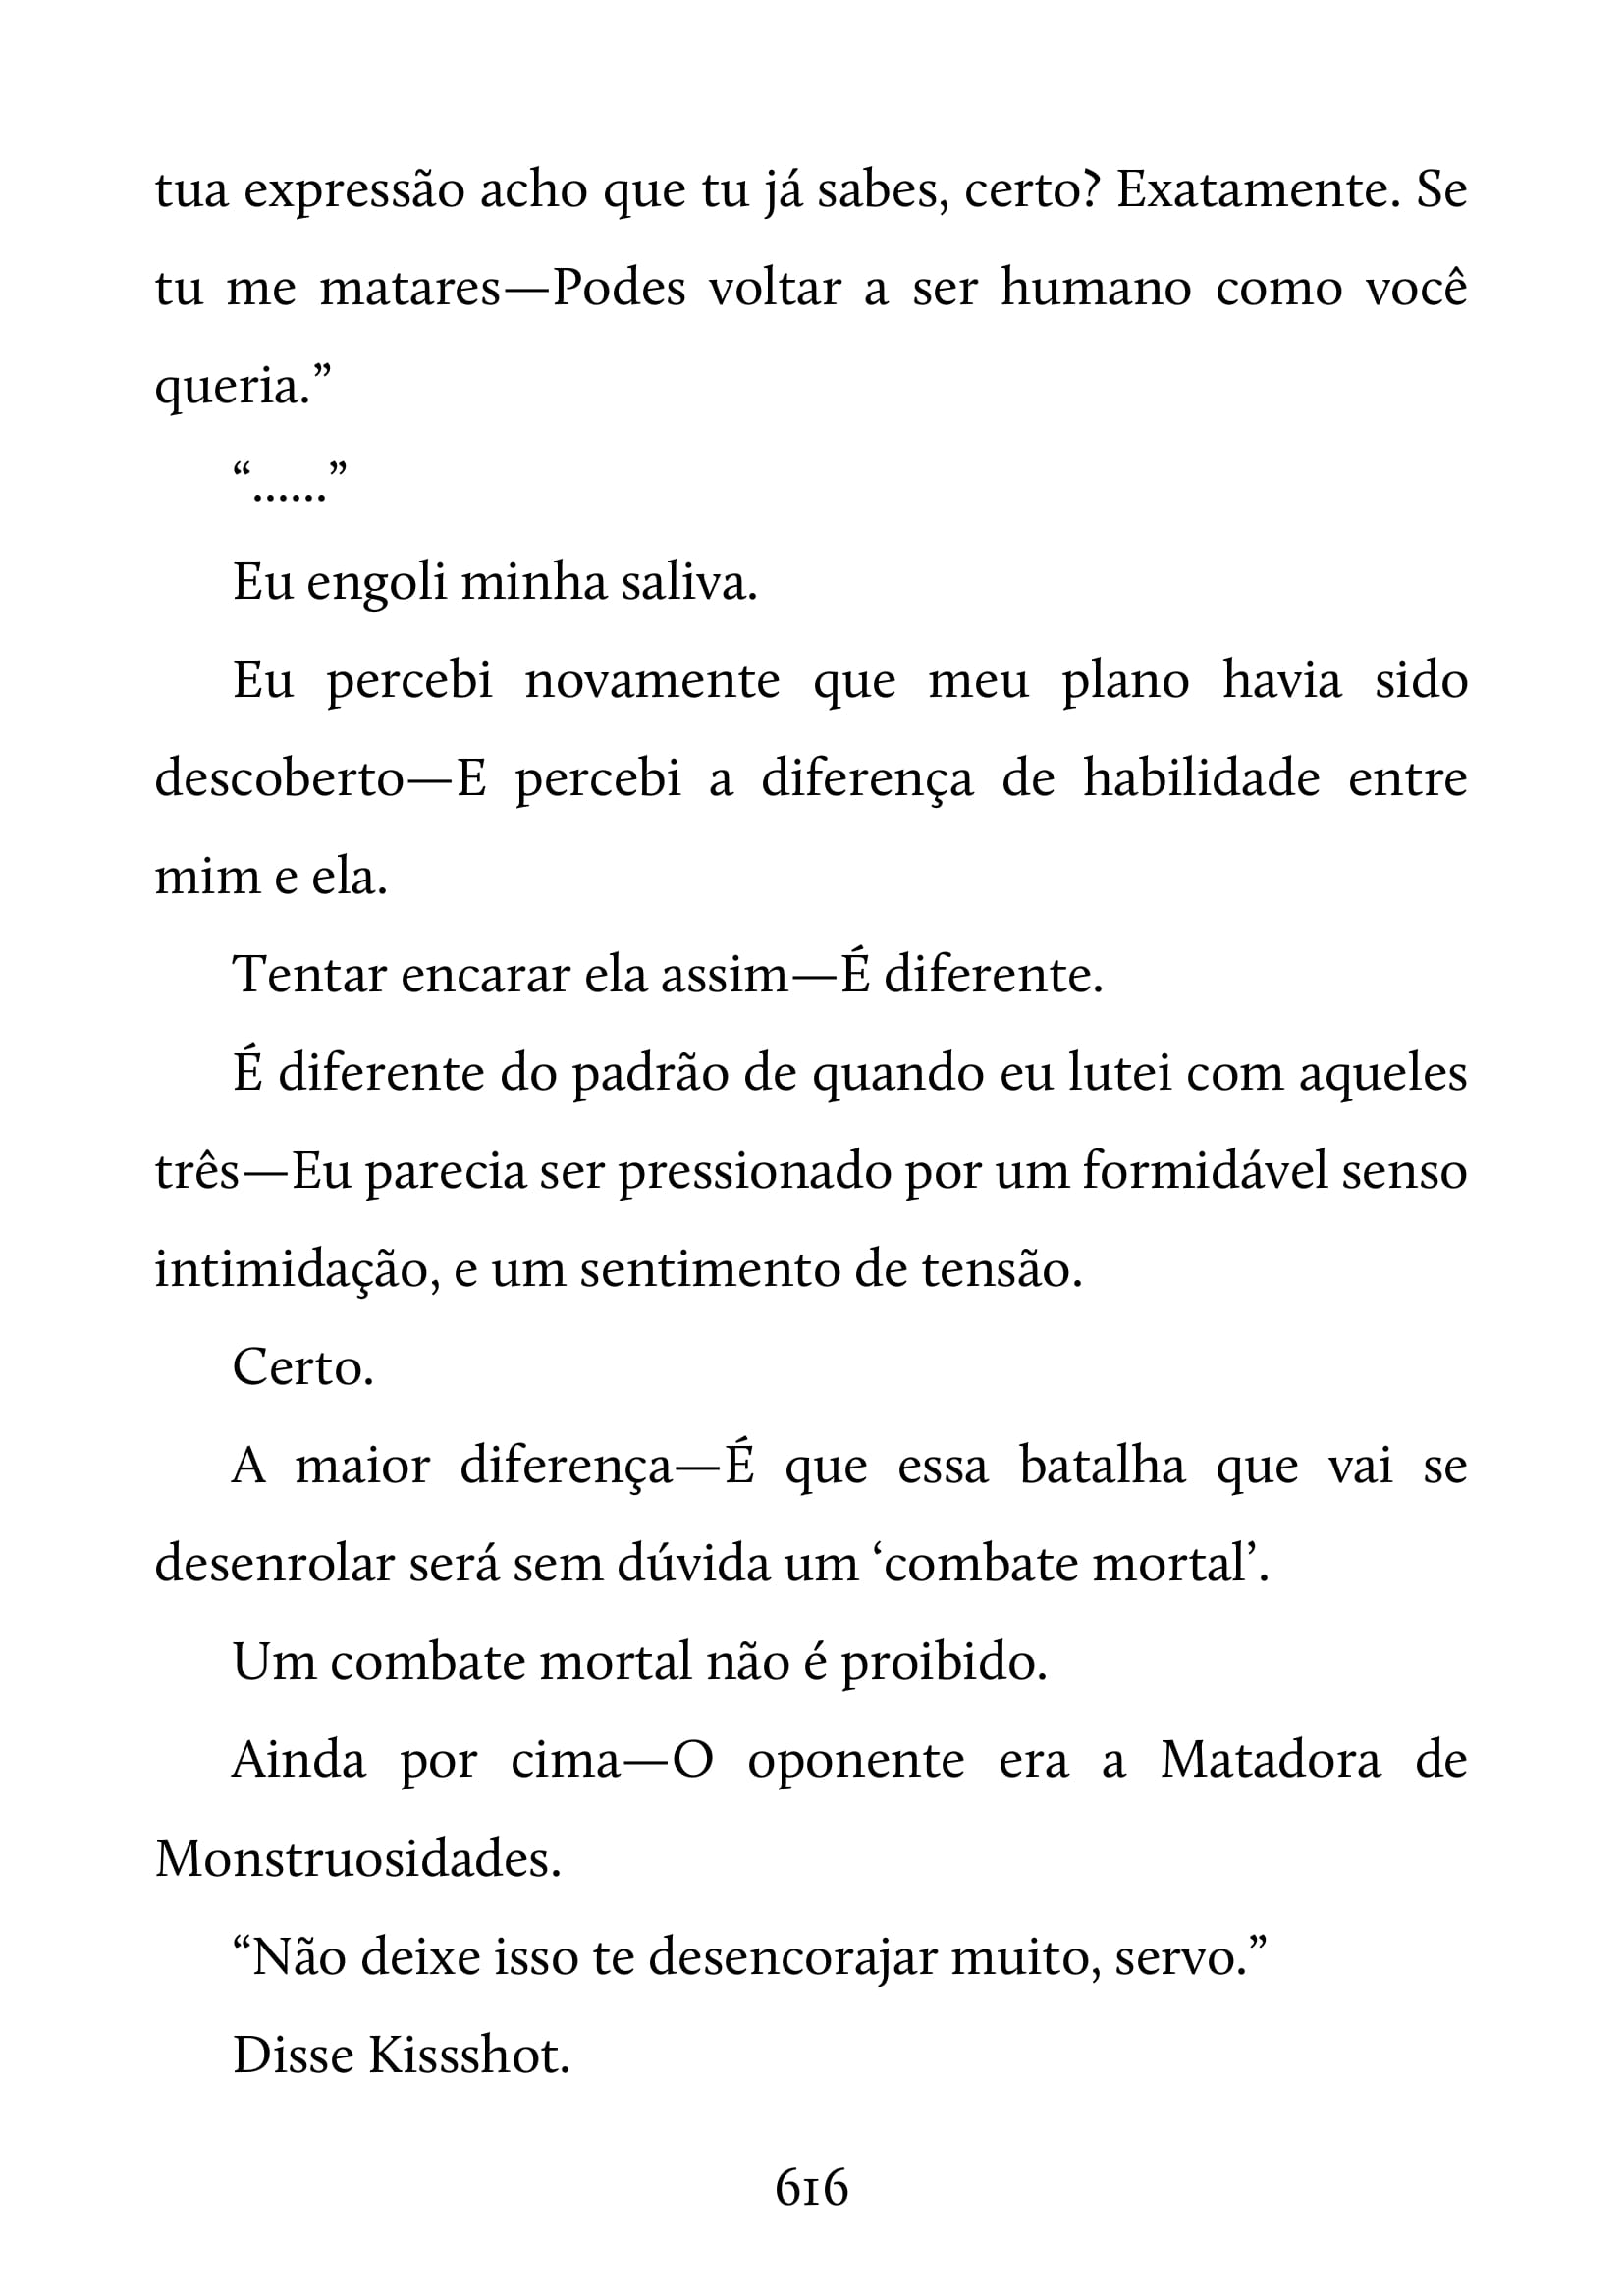 tua expressão acho que tu já sabes, certo? Exatamente. Se
tu me matares—Podes voltar a ser humano como você
queria.”
“......”
Eu engoli minha saliva.
Eu percebi novamente que meu plano havia sido
descoberto—E percebi a diferença de habilidade entre
mim e ela.
Tentar encarar ela assim—É diferente.
É diferente do padrão de quando eu lutei com aqueles
três—Eu parecia ser pressionado por um formidável senso
intimidação, e um sentimento de tensão.
Certo.
A maior diferença—É que essa batalha que vai se
desenrolar será sem dúvida um ‘combate mortal’.
Um combate mortal não é proibido.
Ainda por cima—O oponente era a Matadora de
Monstruosidades.
“Não deixe isso te desencorajar muito, servo.”
Disse Kissshot.
616